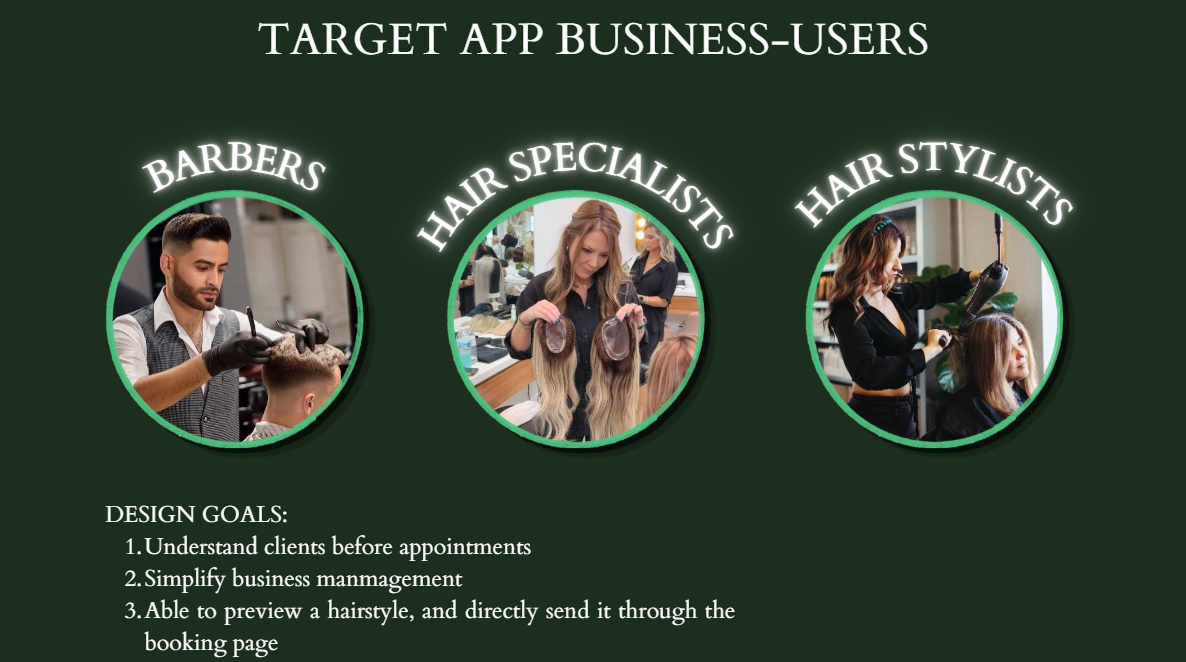 TARGET APP BUSINESS-USERS
BARBERS
HAIR SPECIALISTS
HAIR STYLISTS
DESIGN GOALS:
1. Understand clients before appointments
2. Simplify business manmagement
3. Able to preview a hairstyle, and directly send it through the
booking page